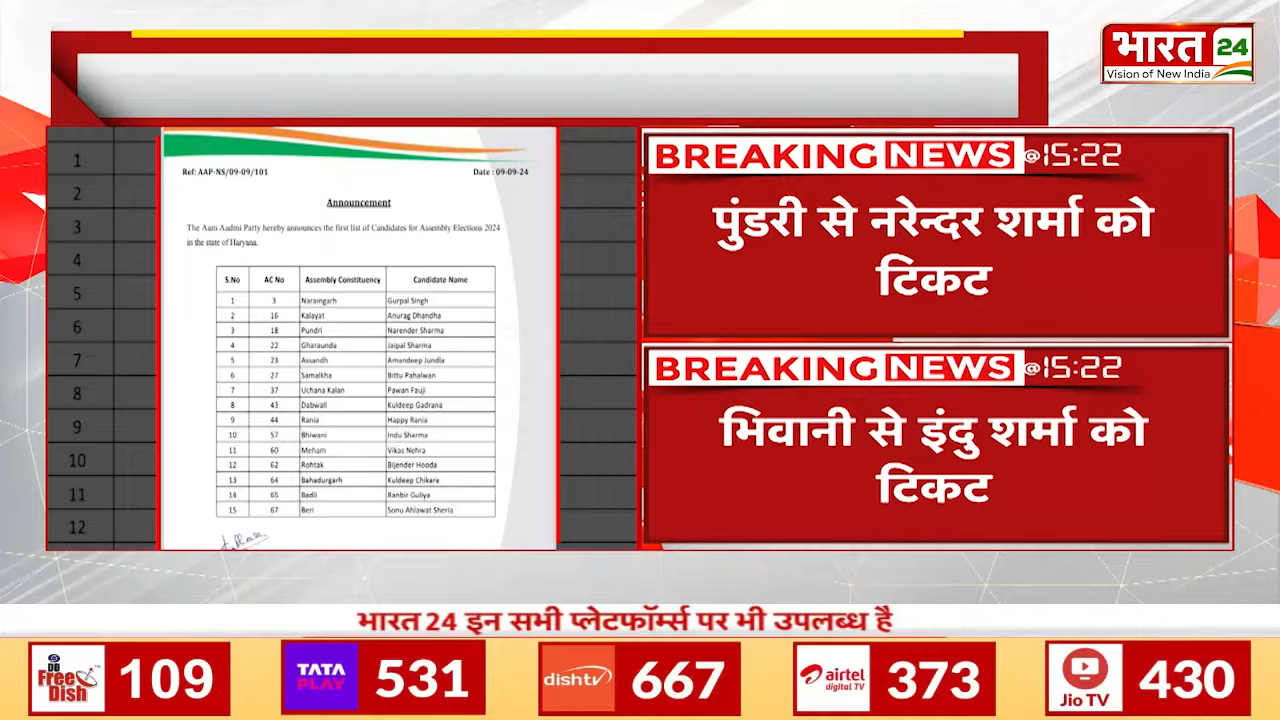 भारत 24
Vision of New India
1
2
3
4
5
6
7
8
9
10
11
12
Ref: AAP-NS/09-09/101 Date : 09-09-24
Announcement
The Aam Aadmi Party hereby announces the first list of Candidates for Assembly Elections 2024
in the state of Haryana.
S.No AC No Assembly Constituency Candidate Name
1 3 Naraingarh Gurpal Singh
2 16 Kalayat Anurag Dhandha
3 18 Pundri Narender Sharma
4 22 Gharaunda Jaipal Sharma
5 23 Assandh Amandeep Jundla
6 27 Samalkha Bittu Pahalwan
7 37 Uchana Kalan Pawan Fauji
8 43 Dabwali Kuldeep Gadrana
9 44 Rania Happy Rania
10 57 Bhiwani Indu Sharma
11 60 Meham Vikas Nehra
12 62 Rohtak Bijender Hooda
13 64 Bahadurgarh Kuldeep Chikara
14 65 Badli Ranbir Guliya
15 67 Beri Sonu Ahlawat Sheria
BREAKING NEWS @15:22
पुंडरी से नरेन्दर शर्मा को
टिकट
BREAKING NEWS @15:22
भिवानी से इंदु शर्मा को
टिकट
भारत 24 इन सभी प्लेटफॉर्म्स पर भी उपलब्ध है
DD Free Dish 109
TATA PLAY 531
dishtv 667
airtel digital TV 373
JioTV 430